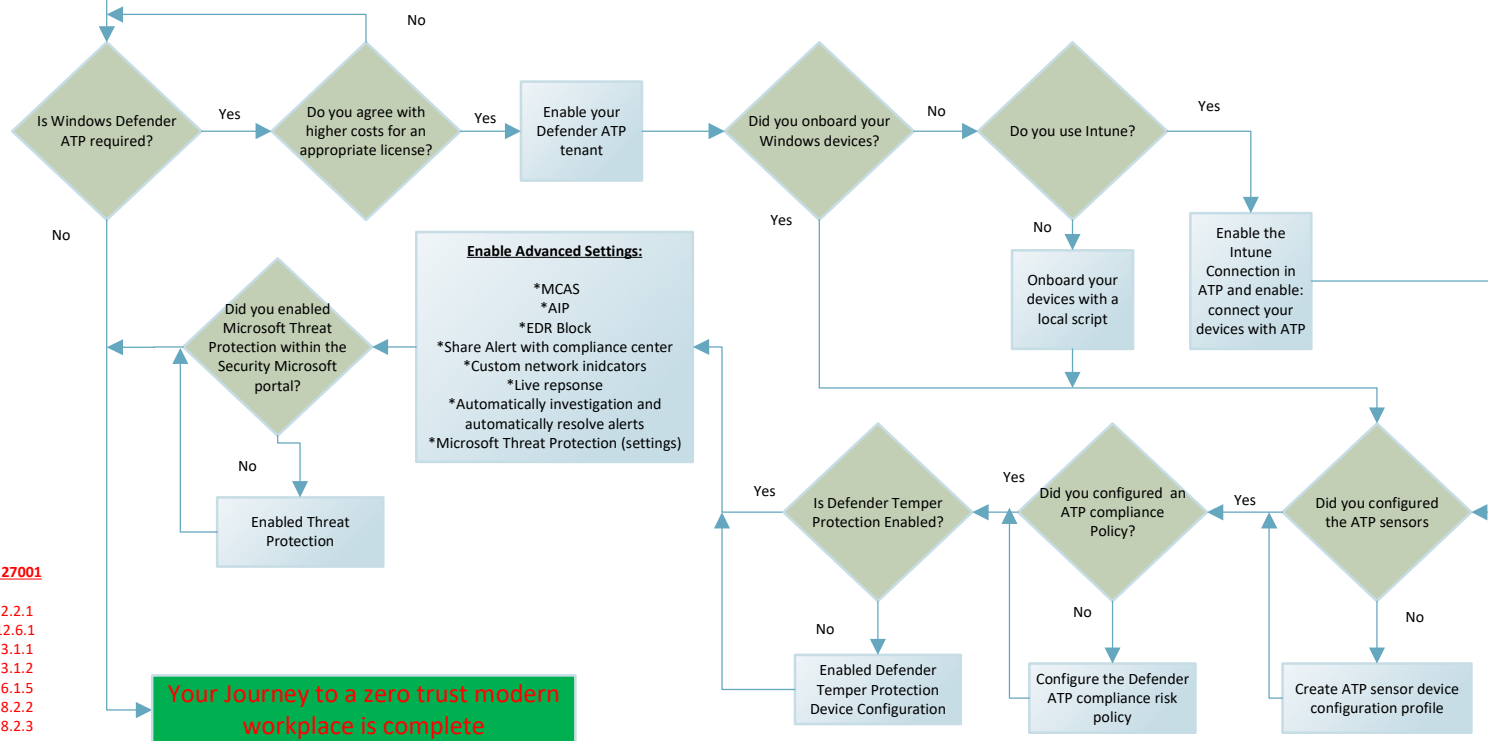 No
Is Windows Defender
ATP required?
Yes
Do you agree with
higher costs for an
appropriate license?
Yes
Enable your
Defender ATP
tenant
Did you onboard your
Windows devices?
No
Do you use Intune?
Yes
No
Yes
No
Enable the
Intune
Connection in
ATP and enable:
connect your
devices with ATP
Onboard your
devices with a
local script
Enable Advanced Settings:
*MCAS
*AIP
*EDR Block
*Share Alert with compliance center
*Custom network inidcators
*Live repsonse
*Automatically investigation and
automatically resolve alerts
*Microsoft Threat Protection (settings)
Did you enabled
Microsoft Threat
Protection within the
Security Microsoft
portal?
No
Enabled Threat
Protection
Yes
Is Defender Temper
Protection Enabled?
Yes
Did you configured an
ATP compliance
Policy?
Yes
Did you configured
the ATP sensors
No
No
No
Enabled Defender
Temper Protection
Device Configuration
Configure the Defender
ATP compliance risk
policy
Create ATP sensor device
configuration profile
27001
2.2.1
12.6.1
3.1.1
3.1.2
6.1.5
8.2.2
8.2.3
Your Journey to a zero trust modern
workplace is complete